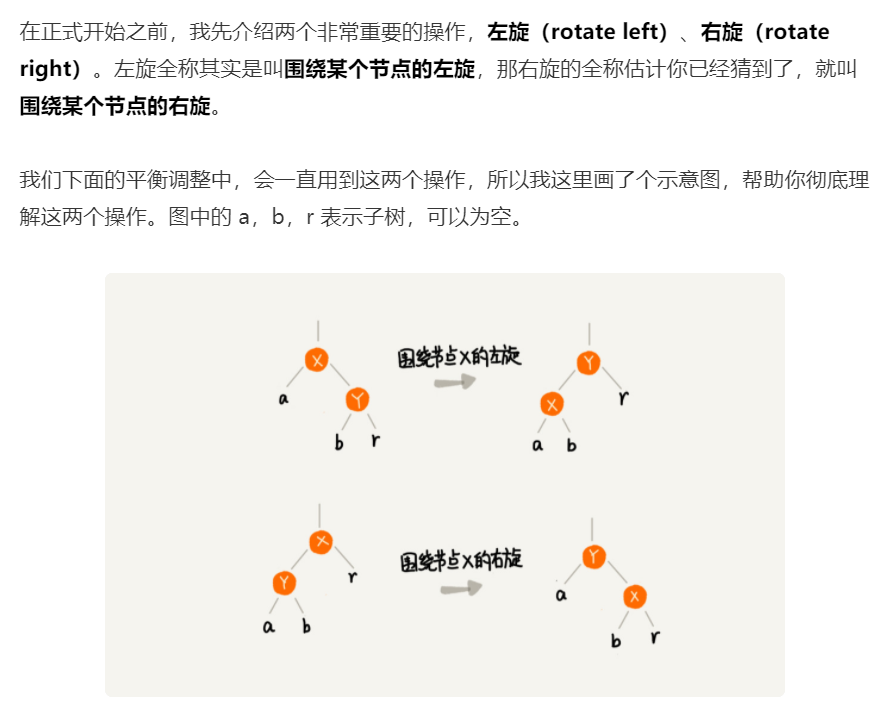 在正式开始之前，我先介绍两个非常重要的操作，左旋（rotate left）、右旋（rotate
right）。左旋全称其实是叫围绕某个节点的左旋，那右旋的全称估计你已经猜到了，就叫
围绕某个节点的右旋。
我们下面的平衡调整中，会一直用到这两个操作，所以我这里画了个示意图，帮助你彻底理
解这两个操作。图中的 a，b，r 表示子树，可以为空。
围绕节点X的左旋
X
Y
a
Y
X
r
b
r
a
b
围绕节点X的右旋
X
Y
Y
r
a
X
a
b
b
r